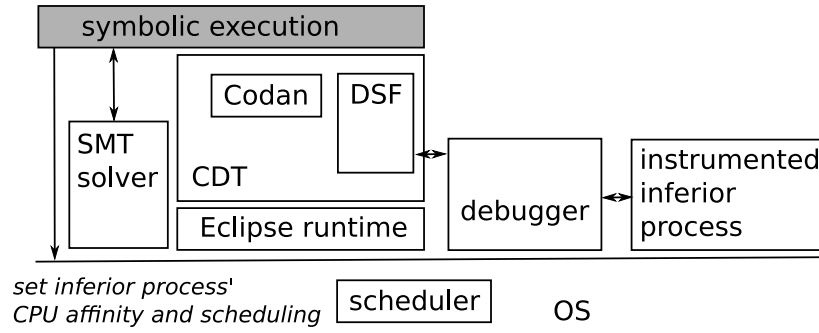 symbolic execution
Codan
DSF
SMT
solver
CDT
debugger
instrumented
inferior
process
Eclipse runtime
set inferior process'
CPU affinity and scheduling
scheduler
OS